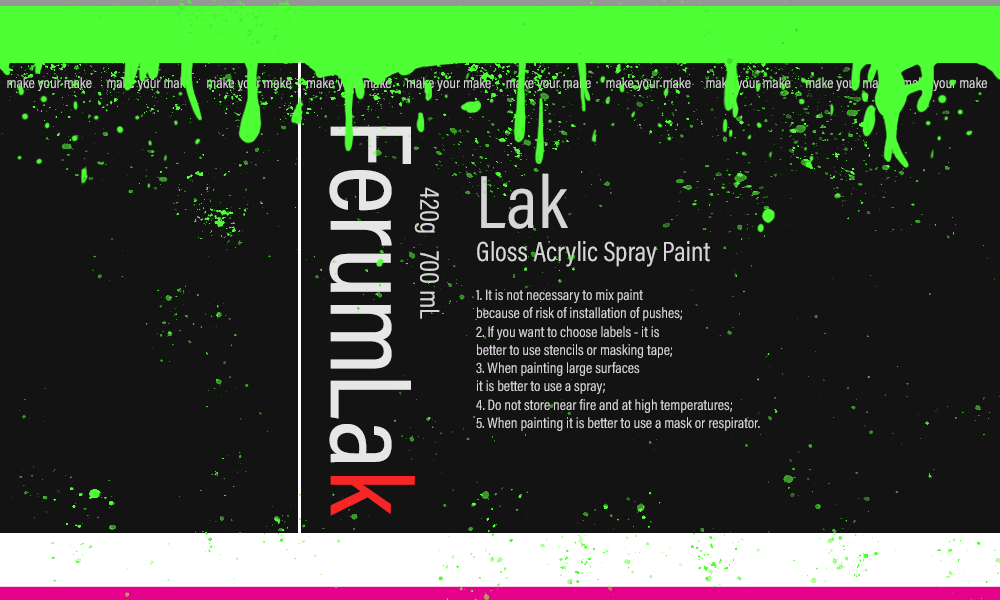 make your make make your make make your make make your make make your make make your make make your make make your make make your make make your make
FerumLak
420g 700 mL
Lak
Gloss Acrylic Spray Paint
1. It is not necessary to mix paint
because of risk of installation of pushes;
2. If you want to choose labels - it is
better to use stencils or masking tape;
3. When painting large surfaces
it is better to use a spray;
4. Do not store near fire and at high temperatures;
5. When painting it is better to use a mask or respirator.